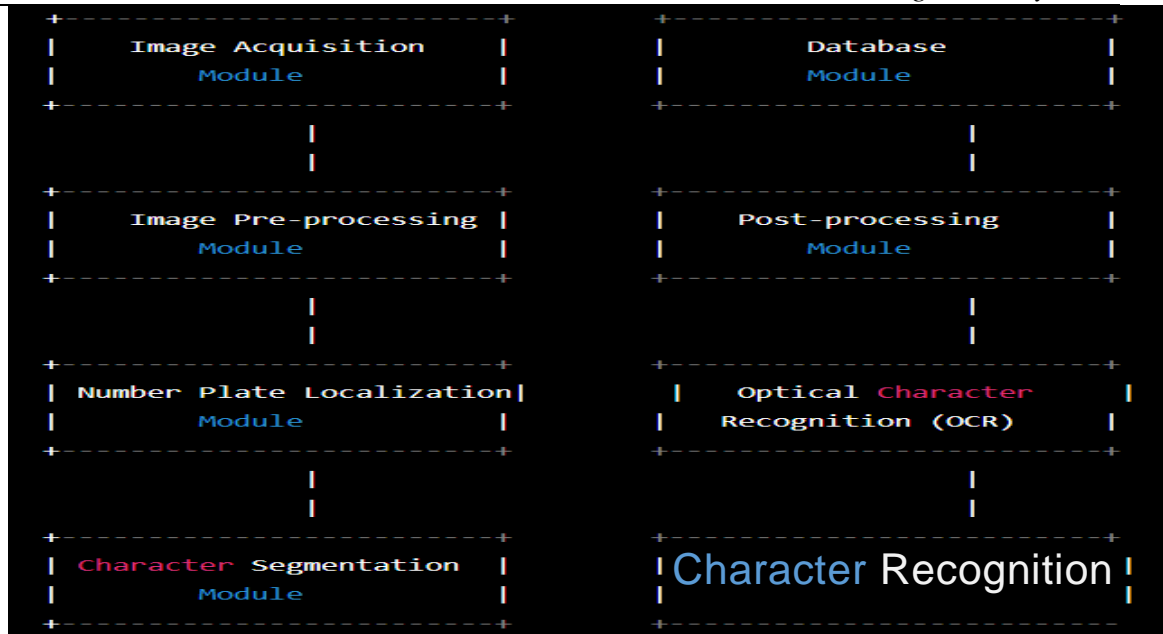 Image Acquisition
Module
Image Pre-processing
Module
Number Plate Localization
Module
Character Segmentation
Module
Database
Module
Post-processing
Module
Optical Character
Recognition (OCR)
Character Recognition